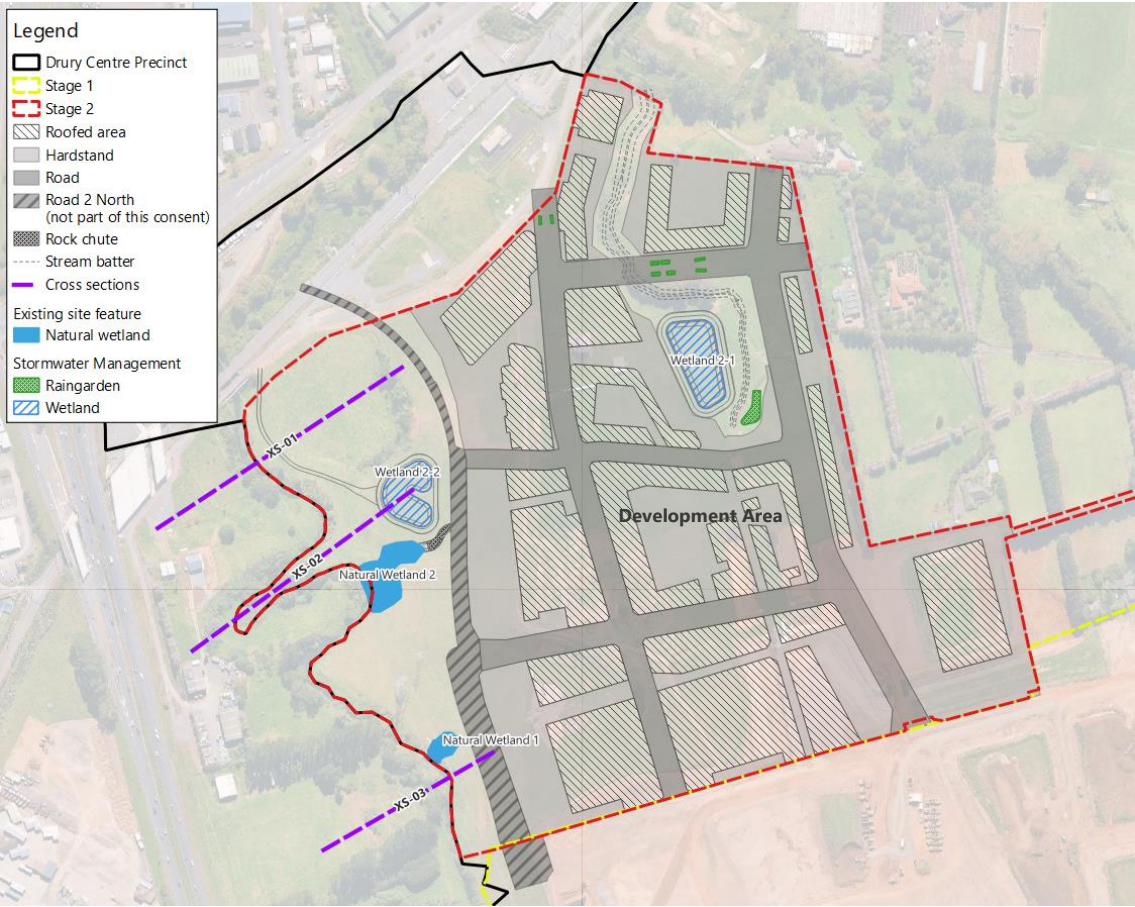 Legend
Drury Centre Precinct
Stage 1
Stage 2
Roofed area
Hardstand
Road
Road 2 North
(not part of this consent)
Rock chute
Stream batter
Cross sections
Existing site feature
Natural wetland
Stormwater Management
Raingarden
Wetland
Wetland 2-1
XS-01
Wetland 2-2
Development Area
XS-02
Natural Wetland 2
Natural Wetland 1
XS-03